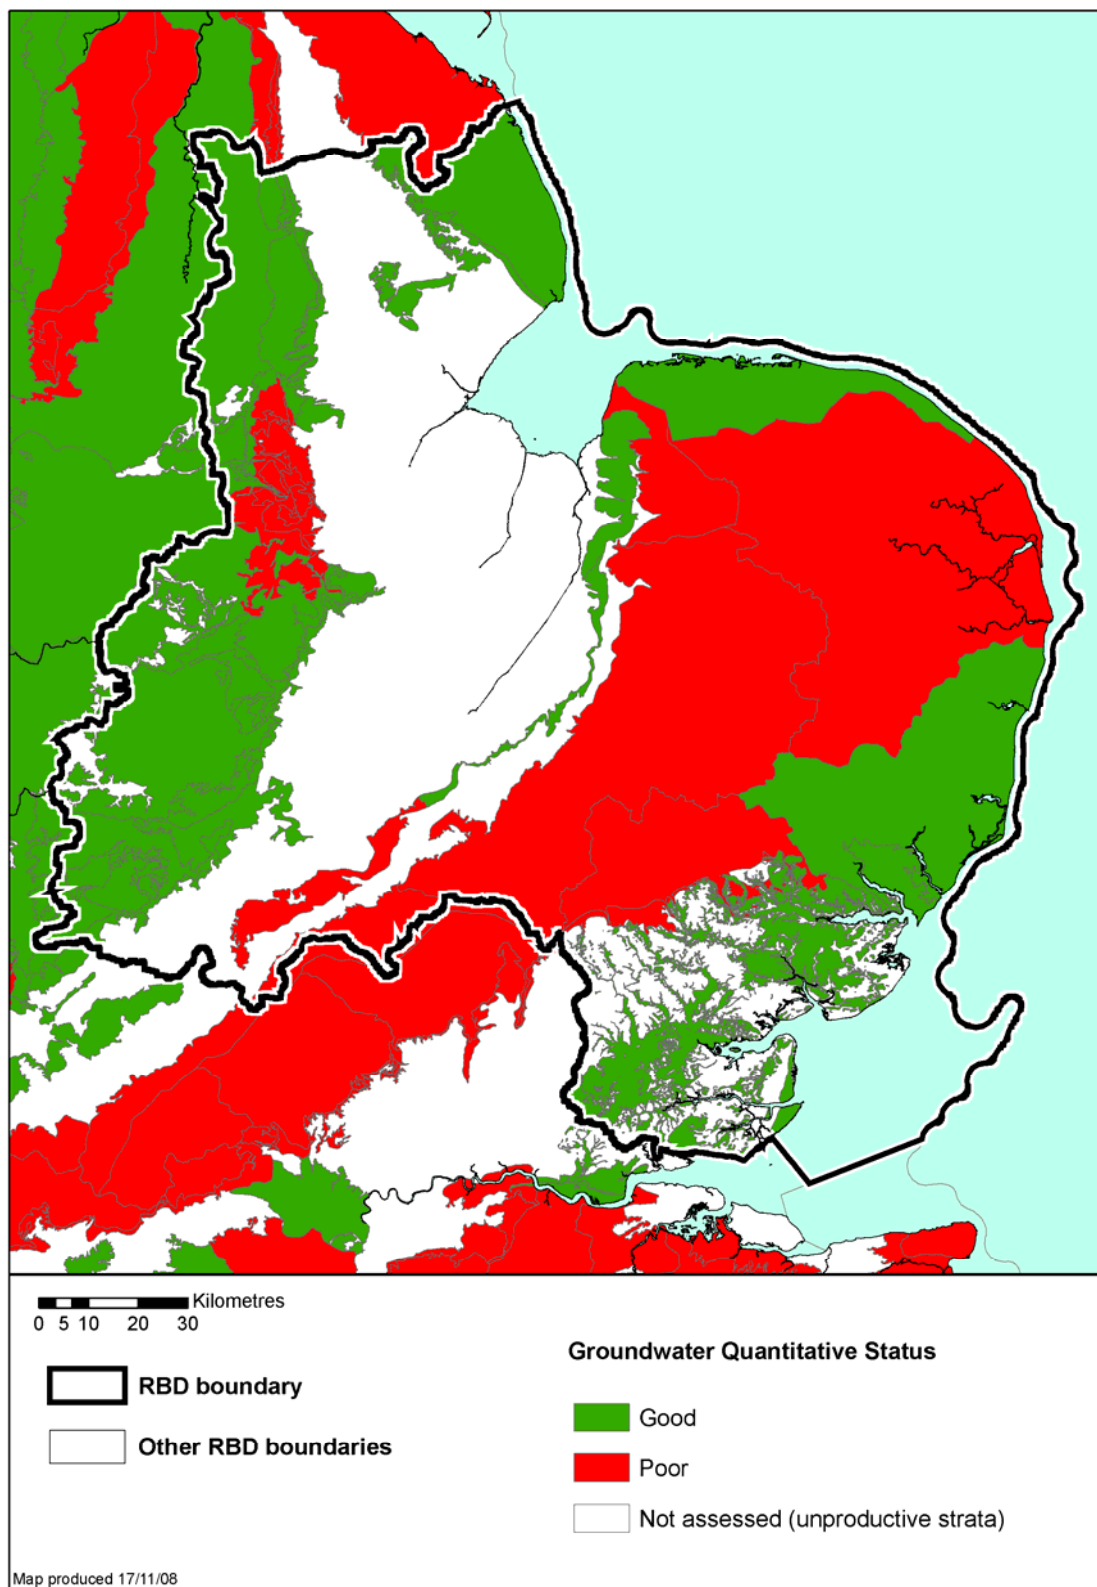 Kilometres
0 5 10 20 30
RBD boundary
Other RBD boundaries
Groundwater Quantitative Status
Good
Poor
Not assessed (unproductive strata)
Map produced 17/11/08